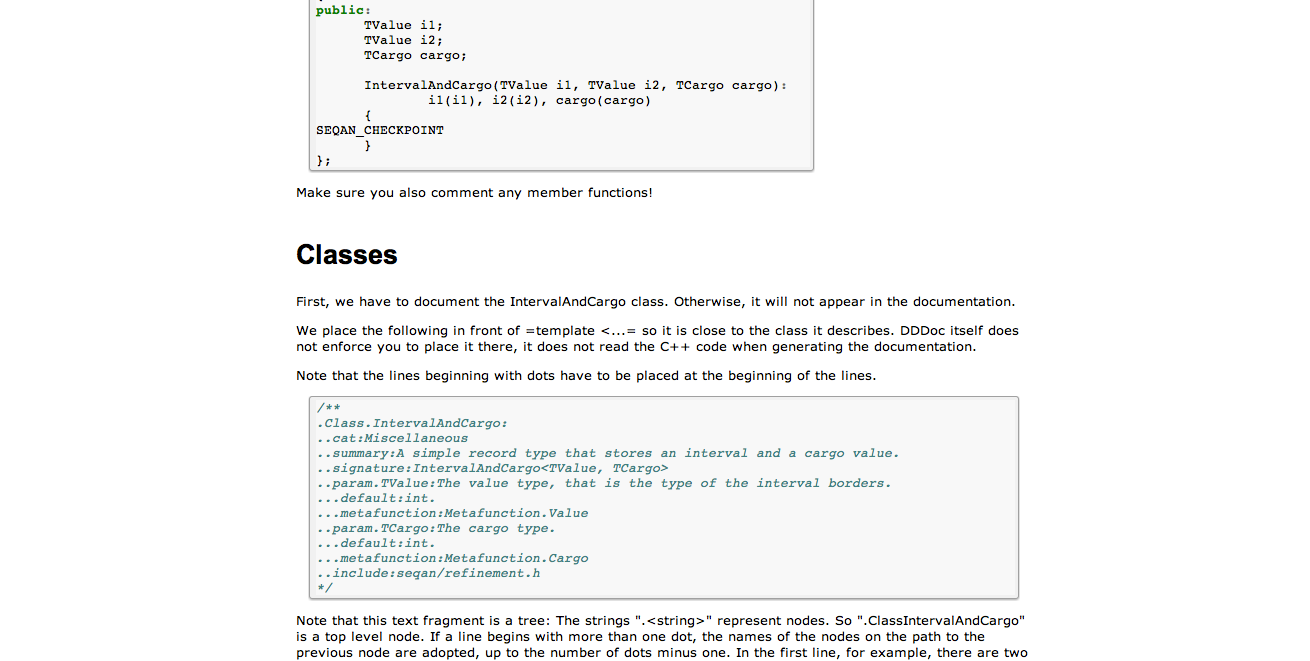 public:
TValue i1;
TValue i2;
TCargo cargo;
IntervalAndCargo(TValue i1, TValue i2, TCargo cargo):
i1(i1), i2(i2), cargo(cargo)
{
SEQAN_CHECKPOINT
}
};
Make sure you also comment any member functions!
Classes
First, we have to document the IntervalAndCargo class. Otherwise, it will not appear in the documentation.
We place the following in front of =template <...= so it is close to the class it describes. DDDoc itself does
not enforce you to place it there, it does not read the C++ code when generating the documentation.
Note that the lines beginning with dots have to be placed at the beginning of the lines.
/**
.Class.IntervalAndCargo:
..cat:Miscellaneous
..summary:A simple record type that stores an interval and a cargo value.
..signature:IntervalAndCargo<TValue, TCargo>
..param.TValue:The value type, that is the type of the interval borders.
...default:int.
...metafunction:Metafunction.Value
..param.TCargo:The cargo type.
...default:int.
...metafunction:Metafunction.Cargo
..include:seqan/refinement.h
*/
Note that this text fragment is a tree: The strings ".<string>" represent nodes. So ".ClassIntervalAndCargo"
is a top level node. If a line begins with more than one dot, the names of the nodes on the path to the
previous node are adopted, up to the number of dots minus one. In the first line, for example, there are two